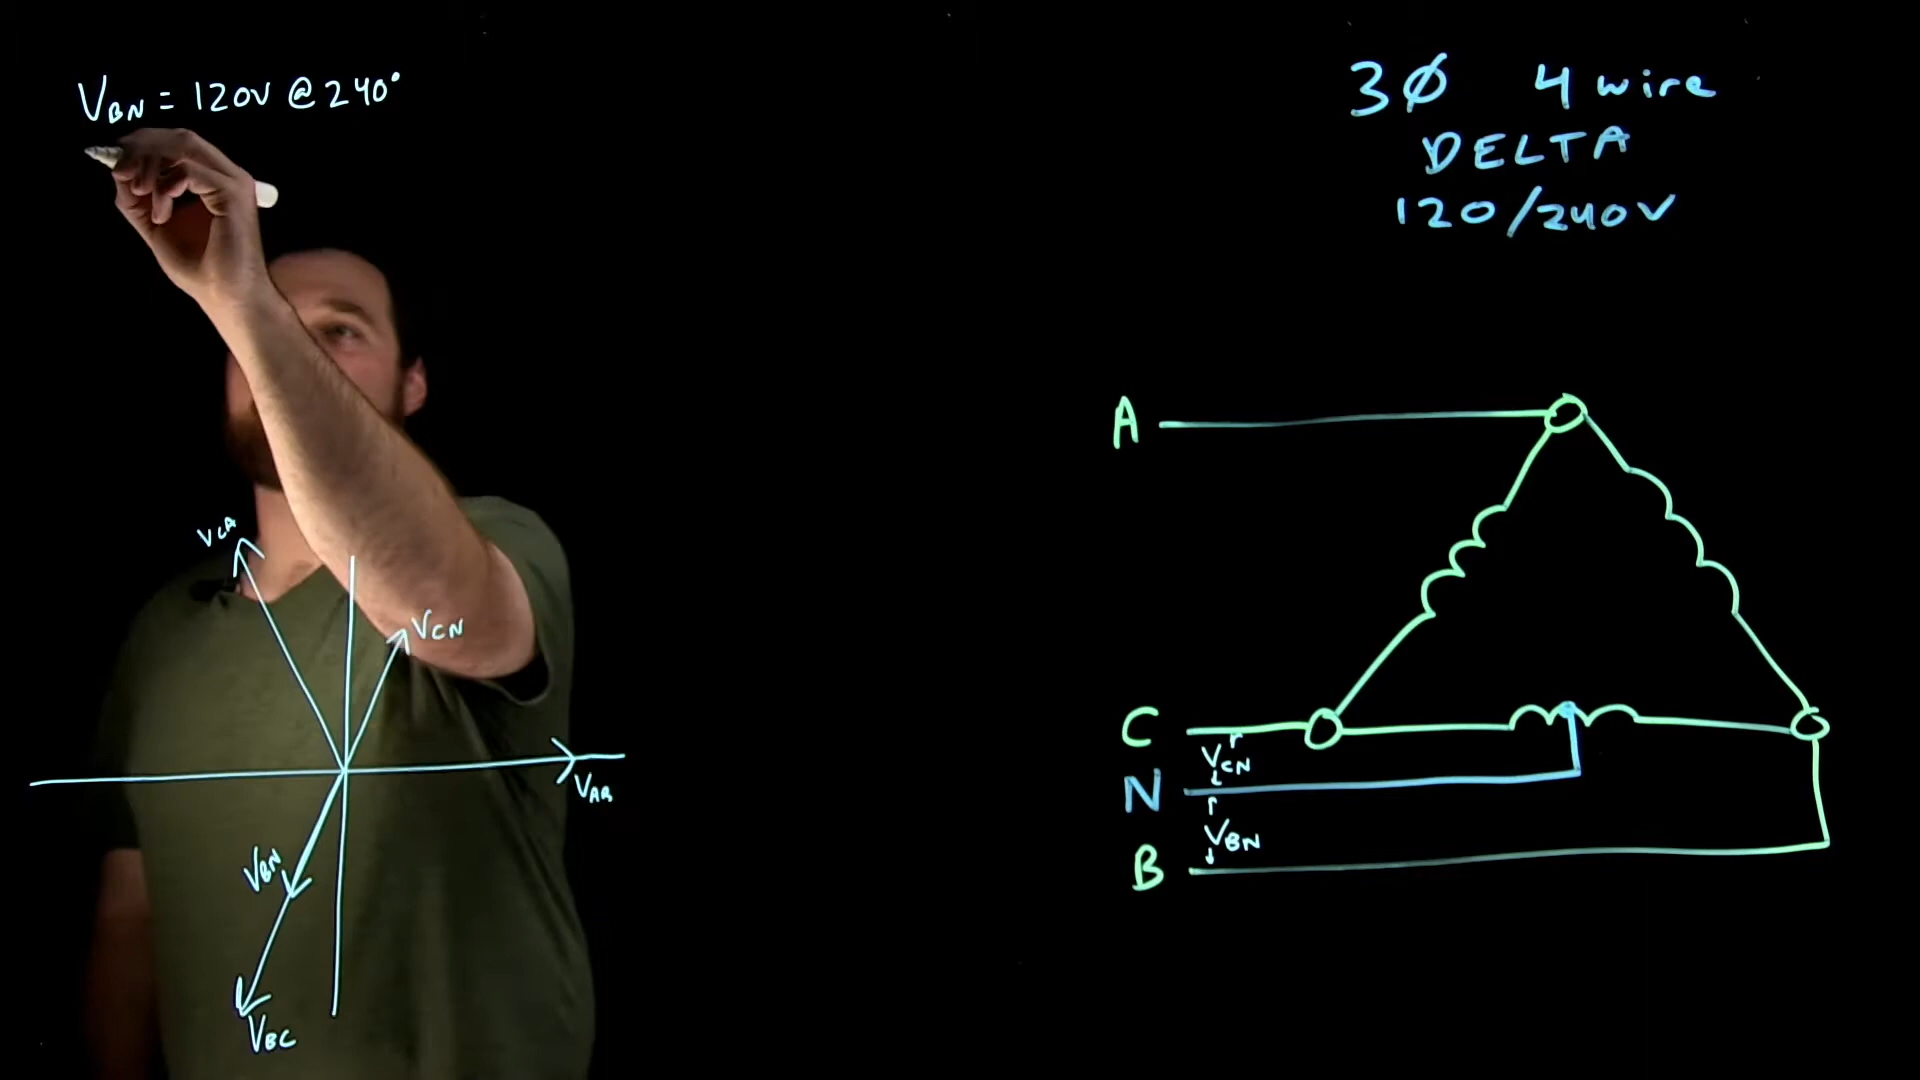 V_BN = 120V @ 240°
3Ø 4 wire
DELTA
120/240V
A
C
V_CN
N
V_BN
B
V_CA
V_CN
V_AB
V_BN
V_BC